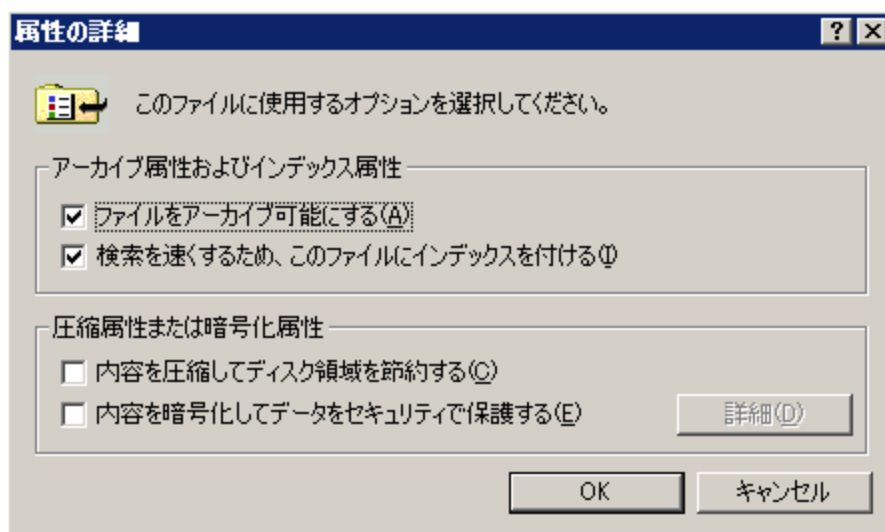 属性の詳細
このファイルに使用するオプションを選択してください。
アーカイブ属性およびインデックス属性
ファイルをアーカイブ可能にする(A)
検索を速くするため、このファイルにインデックスを付ける(I)
圧縮属性または暗号化属性
内容を圧縮してディスク領域を節約する(C)
内容を暗号化してデータをセキュリティで保護する(E)
詳細(D)
OK
キャンセル